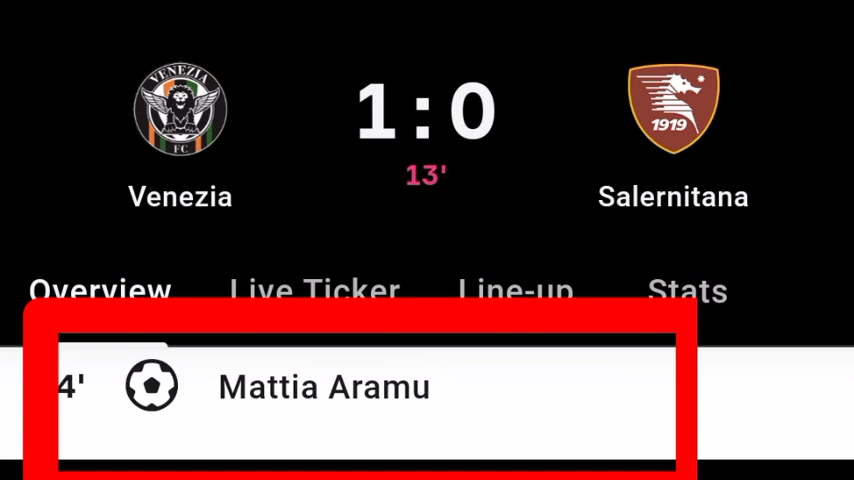 VENEZIA
FC
1:0
1919
13'
Venezia
Salernitana
Overview
Live Ticker
Line-up
Stats
4'
Mattia Aramu